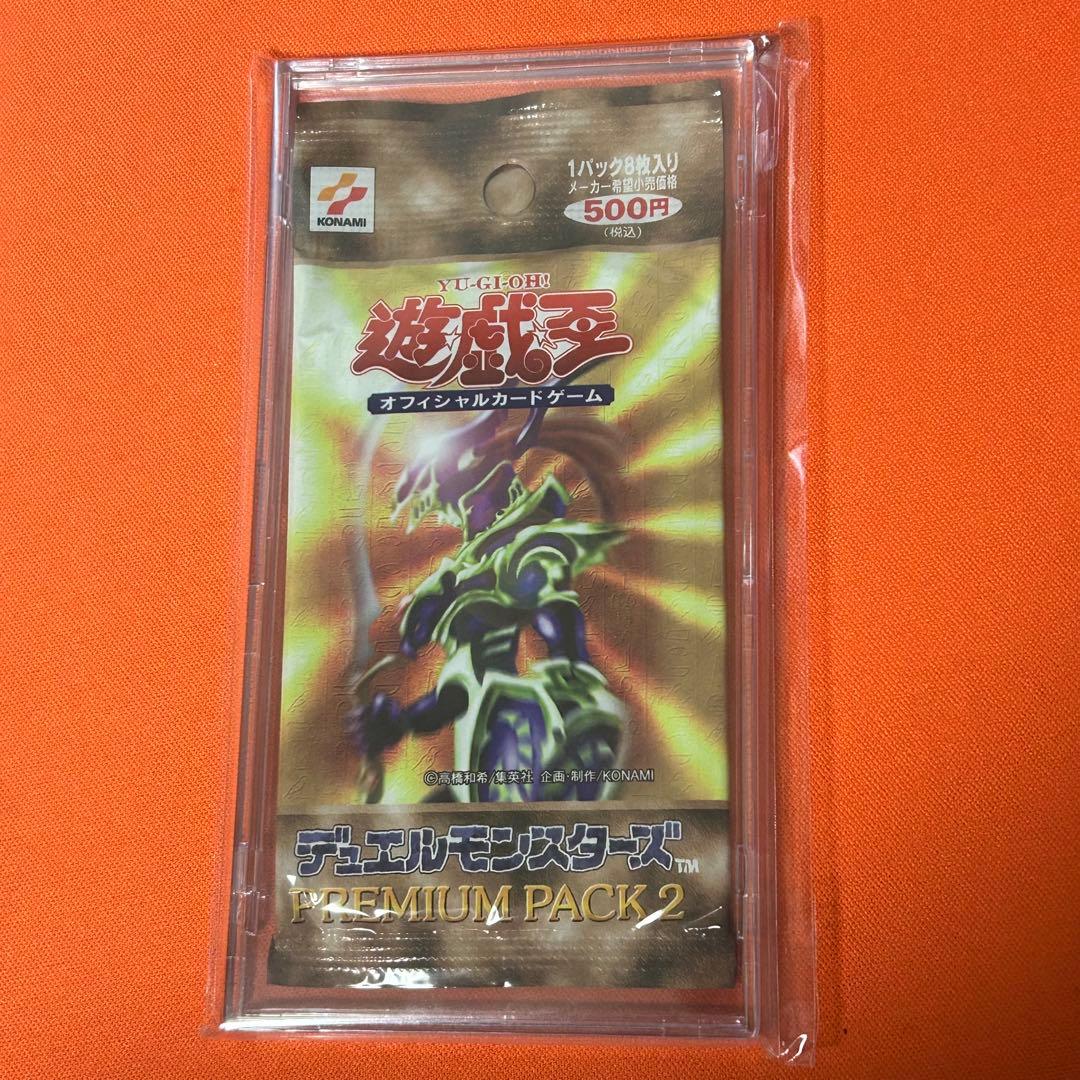 1パック8枚入り
メーカー希望小売価格
500円
(税込)
KONAMI
YU-GI-OH!
遊戯王
オフィシャルカードゲーム
©高橋和希/集英社 企画・制作/KONAMI
デュエルモンスターズ™
PREMIUM PACK 2